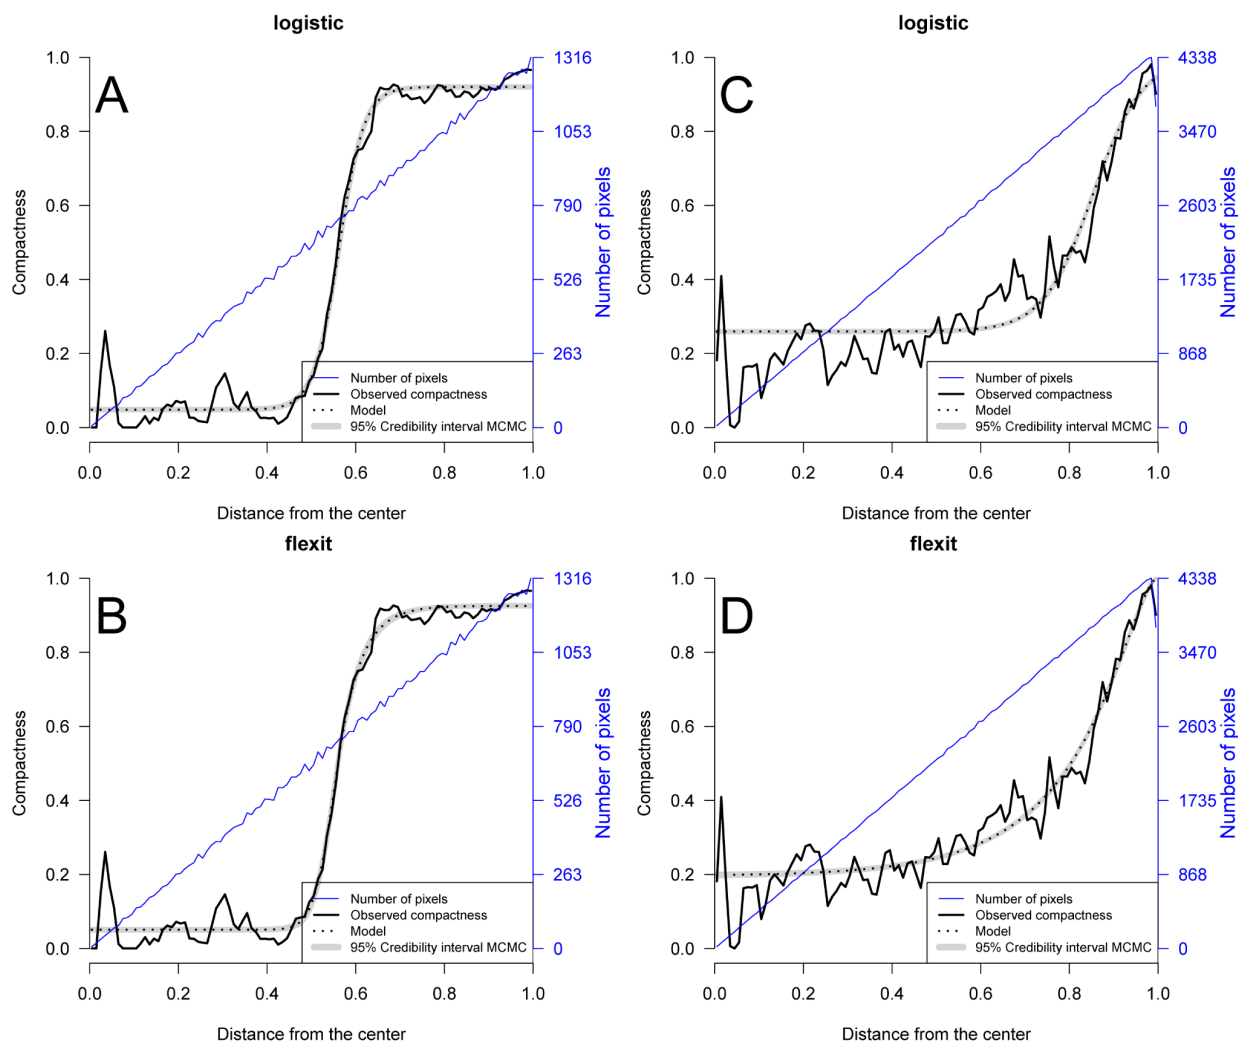 logistic
A
1.0
0.8
0.6
0.4
0.2
0.0
Compactness
1316
1053
790
526
263
0
Number of pixels
Number of pixels
Observed compactness
Model
95% Credibility interval MCMC
0.0 0.2 0.4 0.6 0.8 1.0
Distance from the center
logistic
C
1.0
0.8
0.6
0.4
0.2
0.0
Compactness
4338
3470
2603
1735
868
0
Number of pixels
Number of pixels
Observed compactness
Model
95% Credibility interval MCMC
0.0 0.2 0.4 0.6 0.8 1.0
Distance from the center
flexit
B
1.0
0.8
0.6
0.4
0.2
0.0
Compactness
1316
1053
790
526
263
0
Number of pixels
Number of pixels
Observed compactness
Model
95% Credibility interval MCMC
0.0 0.2 0.4 0.6 0.8 1.0
Distance from the center
flexit
D
1.0
0.8
0.6
0.4
0.2
0.0
Compactness
4338
3470
2603
1735
868
0
Number of pixels
Number of pixels
Observed compactness
Model
95% Credibility interval MCMC
0.0 0.2 0.4 0.6 0.8 1.0
Distance from the center